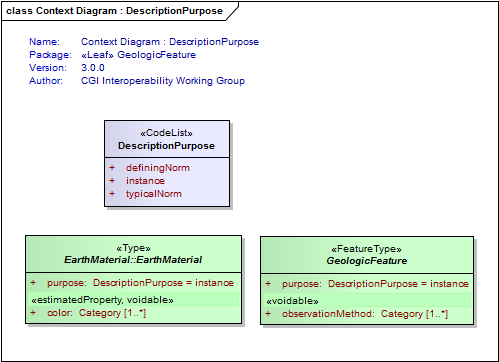 class Context Diagram : DescriptionPurpose
Name: Context Diagram : DescriptionPurpose
Package: «Leaf» GeologicFeature
Version: 3.0.0
Author: CGI Interoperability Working Group
«CodeList»
DescriptionPurpose
+ definingNorm
+ instance
+ typicalNorm
«Type»
EarthMaterial::EarthMaterial
+ purpose: DescriptionPurpose = instance
«estimatedProperty, voidable»
+ color: Category [1..*]
«FeatureType»
GeologicFeature
+ purpose: DescriptionPurpose = instance
«voidable»
+ observationMethod: Category [1..*]